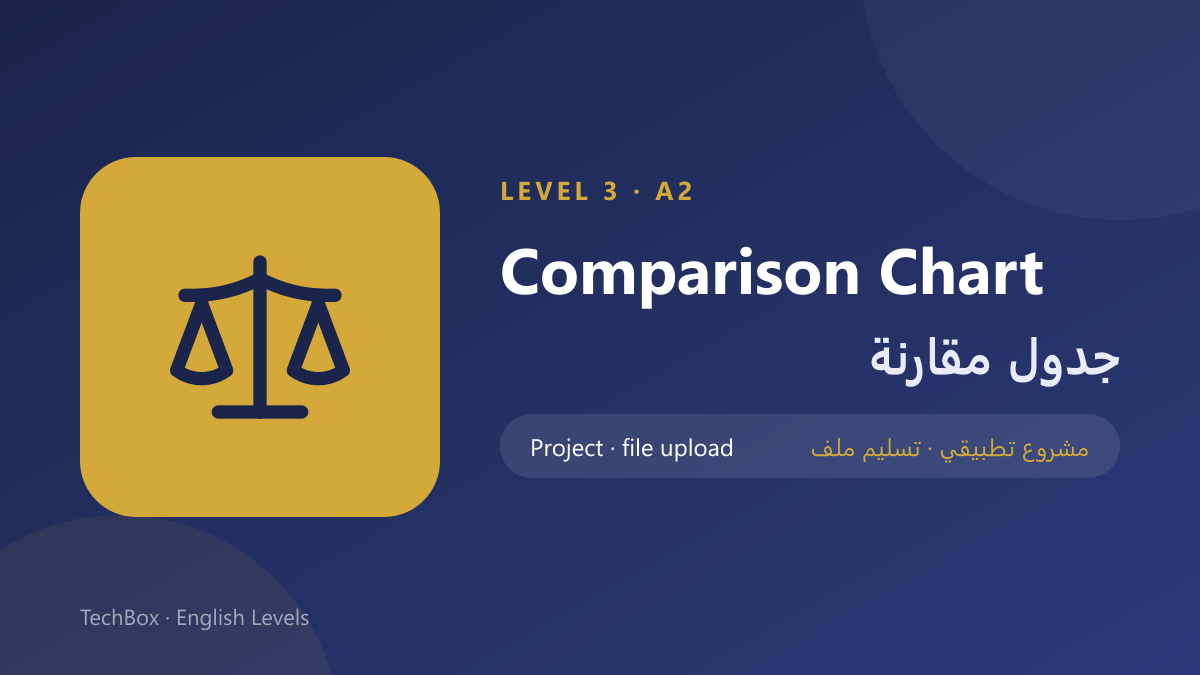 LEVEL 3 · A2
Comparison Chart
جدول مقارنة
Project · file upload
مشروع تطبيقي · تسليم ملف
TechBox · English Levels